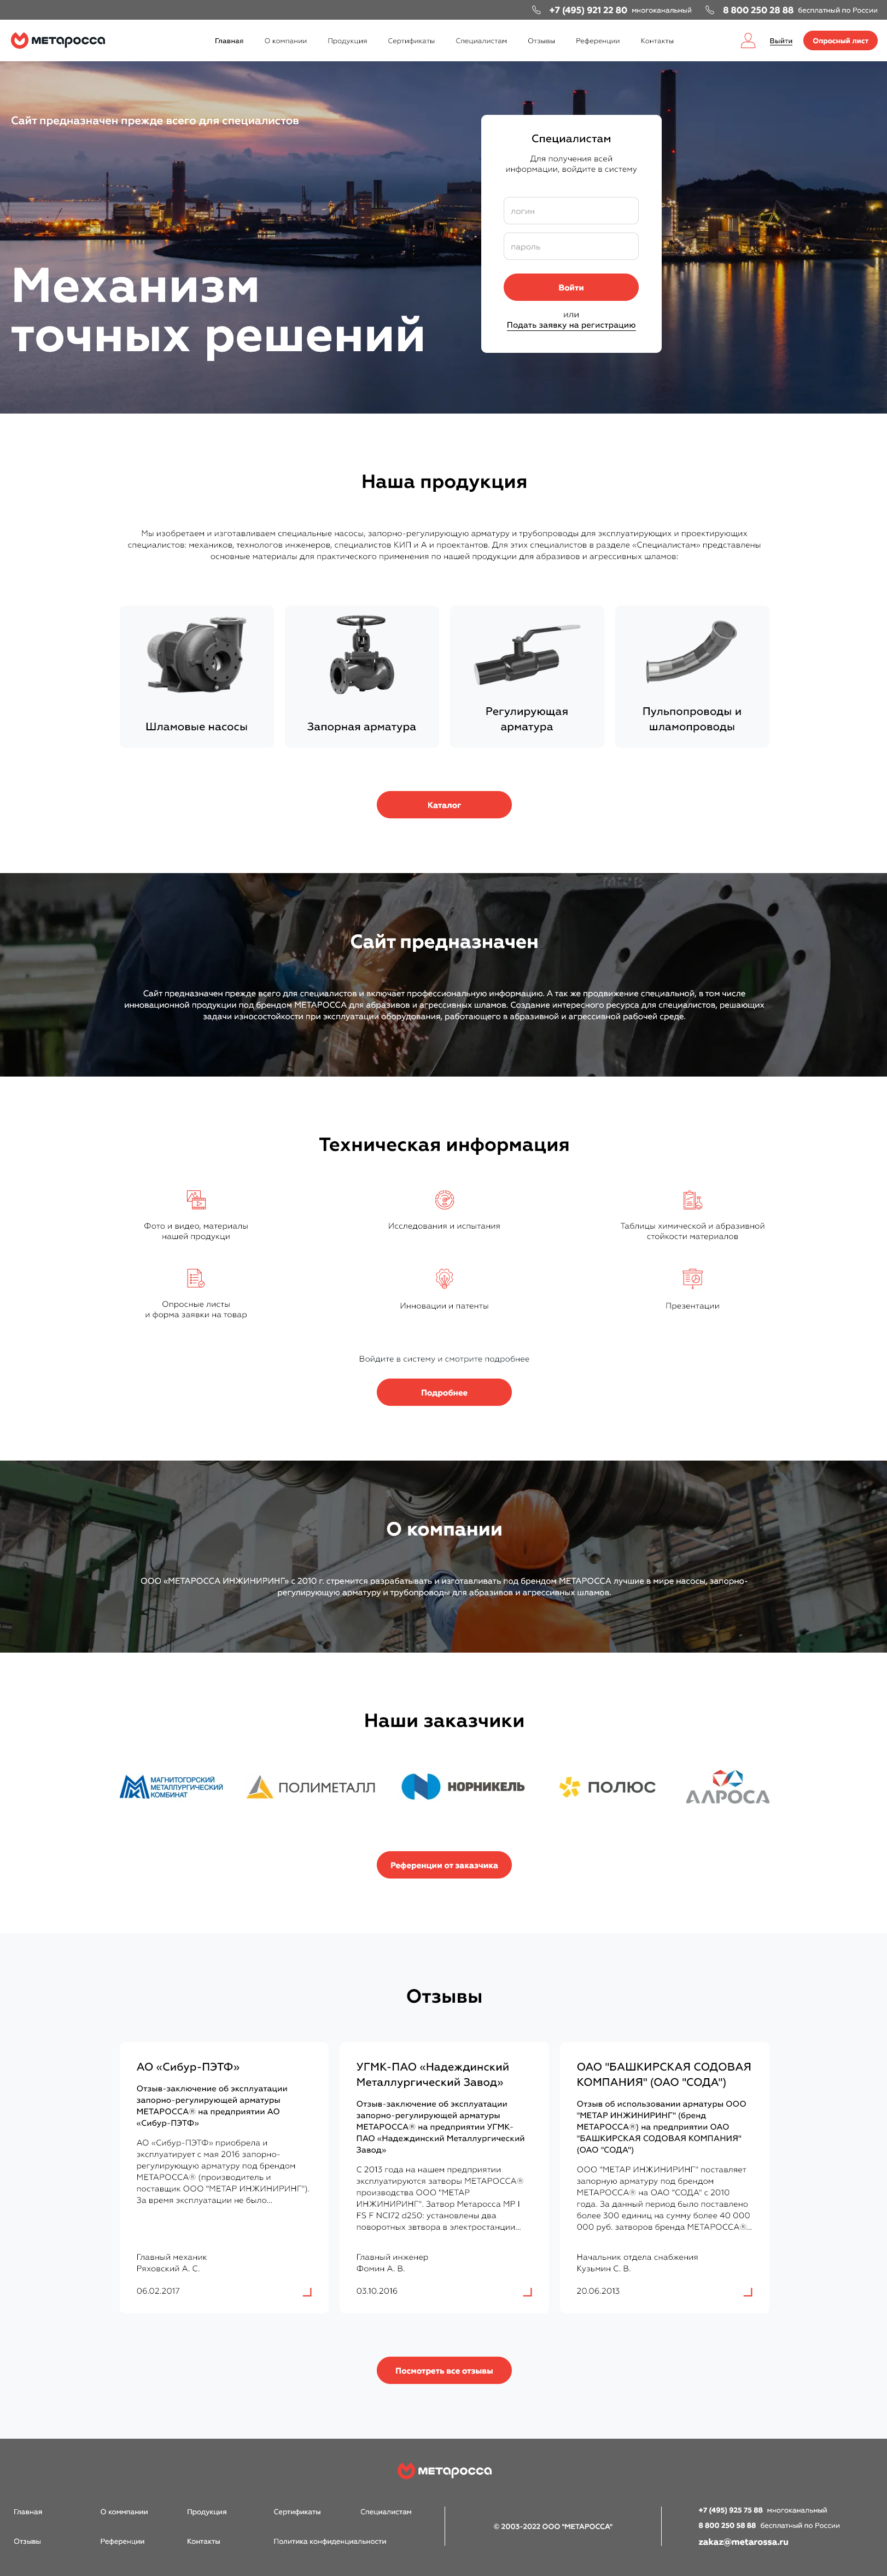 +7 (495) 921 22 80 многоканальный 8 800 250 28 88 бесплатный по России
метаросса Главная О компании Продукция Сертификаты Специалистам Отзывы Референции Контакты Выйти Опросный лист
Сайт предназначен прежде всего для специалистов
Механизм
точных решений
Специалистам
Для получения всей
информации, войдите в систему
логин
пароль
Войти
или
Подать заявку на регистрацию
Наша продукция
Мы изобретаем и изготавливаем специальные насосы, запорно-регулирующую арматуру и трубопроводы для эксплуатирующих и проектирующих
специалистов: механиков, технологов инженеров, специалистов КИП и А и проектантов. Для этих специалистов в разделе «Специалистам» представлены
основные материалы для практического применения по нашей продукции для абразивов и агрессивных шламов:
Шламовые насосы
Запорная арматура
Регулирующая
арматура
Пульпопроводы и
шламопроводы
Каталог
Сайт предназначен
Сайт предназначен прежде всего для специалистов и включает профессиональную информацию. А так же продвижение специальной, в том числе
инновационной продукции под брендом МЕТАРОССА для абразивов и агрессивных шламов. Создание интересного ресурса для специалистов, решающих
задачи износостойкости при эксплуатации оборудования, работающего в абразивной и агрессивной рабочей среде.
Техническая информация
Фото и видео, материалы
нашей продукци
Исследования и испытания
Таблицы химической и абразивной
стойкости материалов
Опросные листы
и форма заявки на товар
Инновации и патенты
Презентации
Войдите в систему и смотрите подробнее
Подробнее
О компании
ООО «МЕТАРОССА ИНЖИНИРИНГ» с 2010 г. стремится разрабатывать и изготавливать под брендом МЕТАРОССА лучшие в мире насосы, запорно-
регулирующую арматуру и трубопроводы для абразивов и агрессивных шламов.
Наши заказчики
МАГНИТОГОРСКИЙ
МЕТАЛЛУРГИЧЕСКИЙ
КОМБИНАТ
ПОЛИМЕТАЛЛ
НОРНИКЕЛЬ
ПОЛЮС
АЛРОСА
Референции от заказчика
Отзывы
АО «Сибур-ПЭТФ»
Отзыв-заключение об эксплуатации
запорно-регулирующей арматуры
МЕТАРОССА® на предприятии АО
«Сибур-ПЭТФ»
АО «Сибур-ПЭТФ» приобрела и
эксплуатирует с мая 2016 запорно-
регулирующую арматуру под брендом
МЕТАРОССА® (производитель и
поставщик ООО "МЕТАР ИНЖИНИРИНГ").
За время эксплуатации не было...
Главный механик
Ряховский А. С.
06.02.2017
УГМК-ПАО «Надеждинский
Металлургический Завод»
Отзыв-заключение об эксплуатации
запорно-регулирующей арматуры
МЕТАРОССА® на предприятии УГМК-
ПАО «Надеждинский Металлургический
Завод»
С 2013 года на нашем предприятии
эксплуатируются затворы МЕТАРОССА®
производства ООО "МЕТАР
ИНЖИНИРИНГ". Затвор Метаросса MP I
FS F NCI72 d250: установлены два
поворотных звтвора в электростанции...
Главный инженер
Фомин А. В.
03.10.2016
ОАО "БАШКИРСКАЯ СОДОВАЯ
КОМПАНИЯ" (ОАО "СОДА")
Отзыв об использовании арматуры ООО
"МЕТАР ИНЖИНИРИНГ" (бренд
МЕТАРОССА®) на предприятии ОАО
"БАШКИРСКАЯ СОДОВАЯ КОМПАНИЯ"
(ОАО "СОДА")
ООО "МЕТАР ИНЖИНИРИНГ" поставляет
запорную арматуру под брендом
МЕТАРОССА® на ОАО "СОДА" с 2010
года. За данный период было поставлено
более 300 единиц на сумму более 40 000
000 руб. затворов бренда МЕТАРОССА®...
Начальник отдела снабжения
Кузьмин С. В.
20.06.2013
Посмотреть все отзывы
метаросса
Главная О коммпании Продукция Сертификаты Специалистам
Отзывы Референции Контакты Политика конфиденциальности
© 2003-2022 ООО "МЕТАРОССА"
+7 (495) 925 75 88 многоканальный
8 800 250 58 88 бесплатный по России
zakaz@metarossa.ru